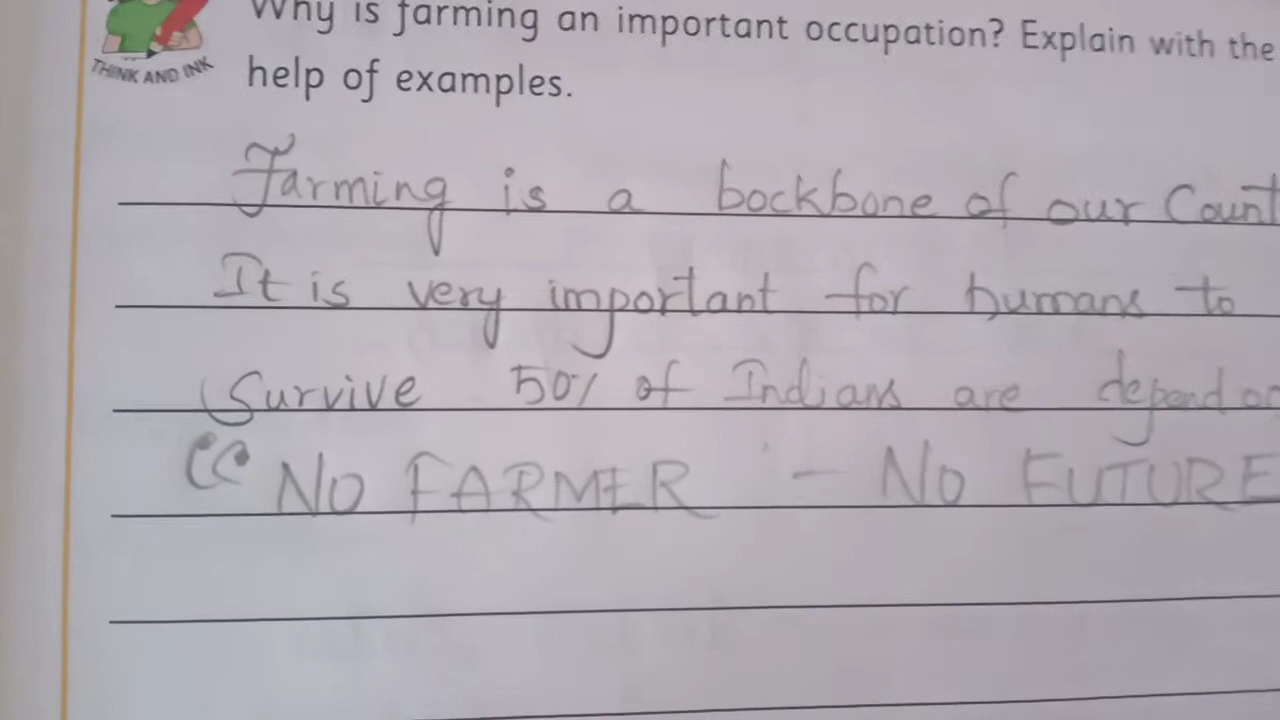 Why is farming an important occupation? Explain with the
THINK AND INK
help of examples.
Farming is a bockbone of our Count
It is very important for humans to
Survive 50% of Indians are depend on
“ NO FARMER - NO FUTURE